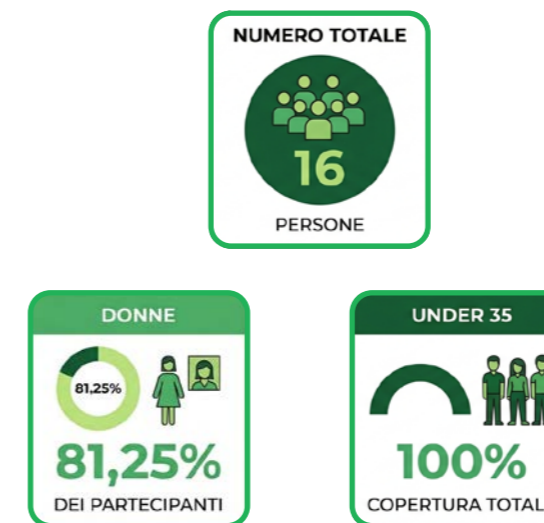 NUMERO TOTALE
16
PERSONE
DONNE
81,25%
81,25%
DEI PARTECIPANTI
UNDER 35
100%
COPERTURA TOTAL